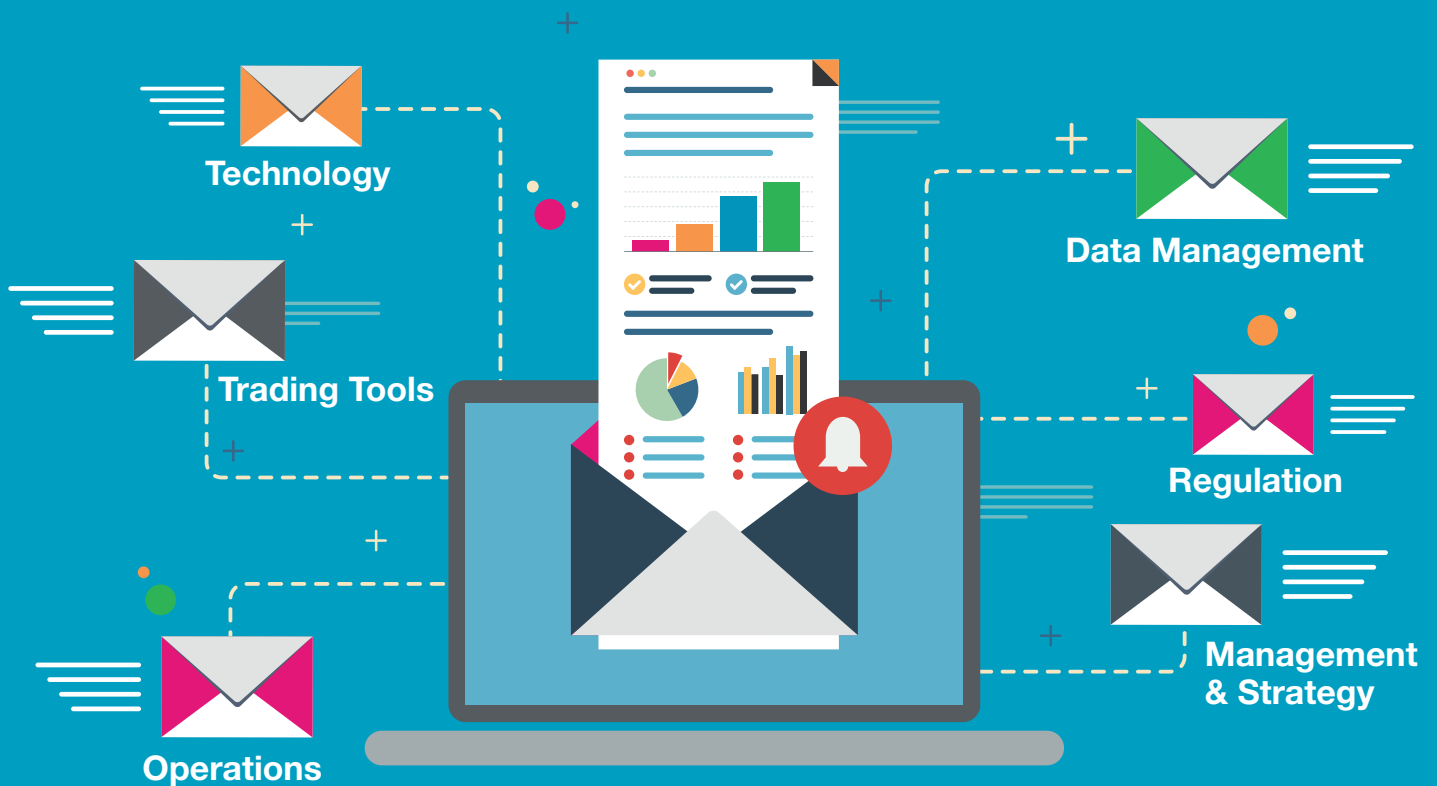 Technology
Trading Tools
Operations
Data Management
Regulation
Management
& Strategy